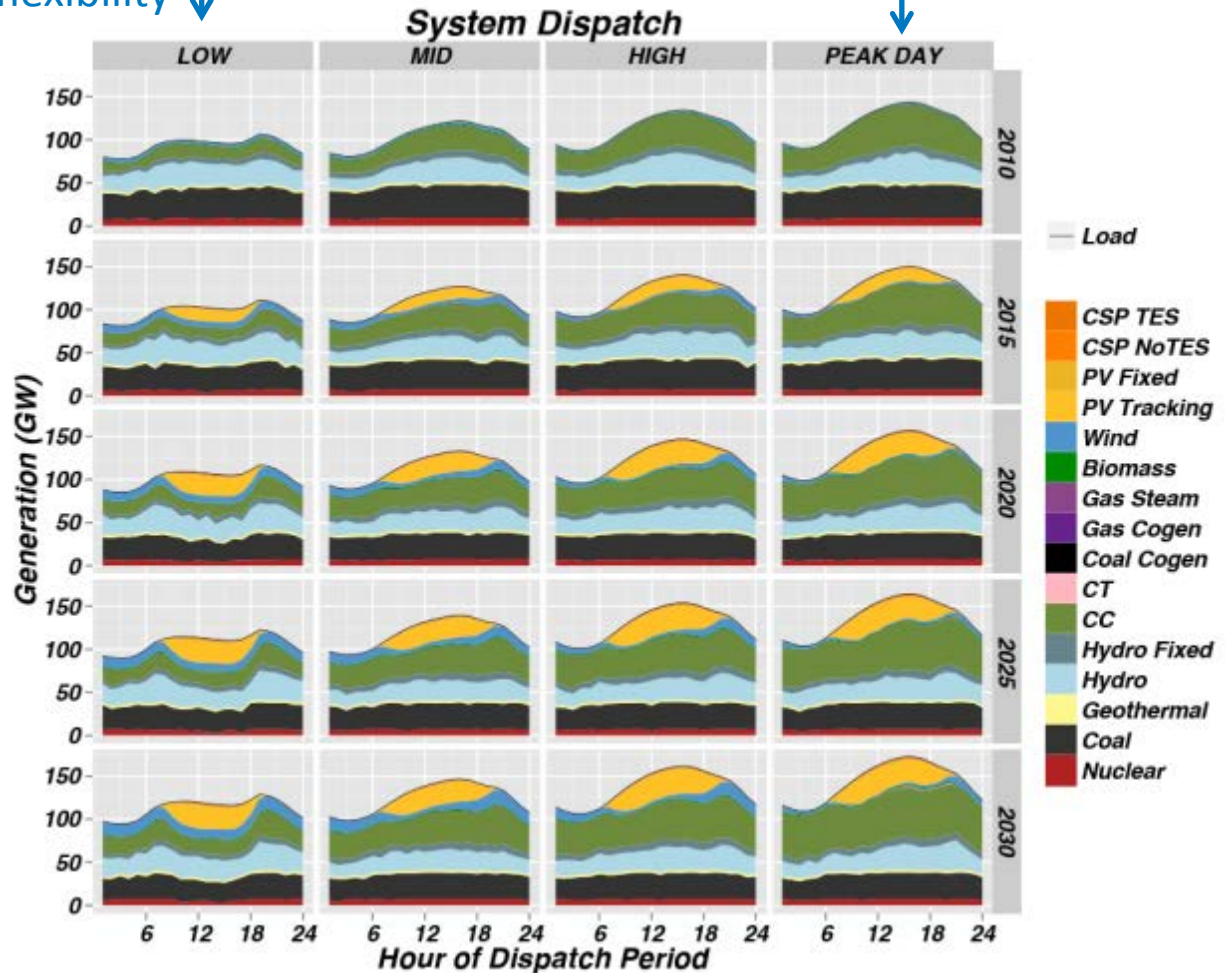 System Dispatch
LOW MID HIGH PEAK DAY
Generation (GW)
150
100
50
0
2010
150
100
50
0
2015
150
100
50
0
2020
150
100
50
0
2025
150
100
50
0
2030
6 12 18 24 6 12 18 24 6 12 18 24 6 12 18 24
Hour of Dispatch Period
Load
CSP TES
CSP NoTES
PV Fixed
PV Tracking
Wind
Biomass
Gas Steam
Gas Cogen
Coal Cogen
CT
CC
Hydro Fixed
Hydro
Geothermal
Coal
Nuclear